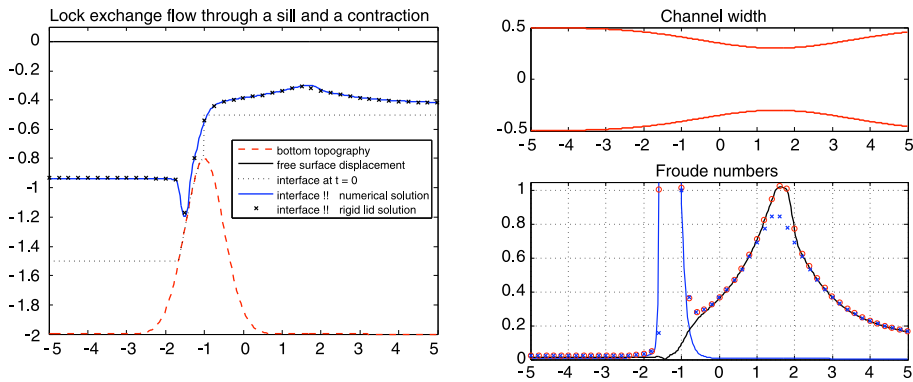 Lock exchange flow through a sill and a contraction
0
-0.2
-0.4
-0.6
-0.8
-1
-1.2
-1.4
-1.6
-1.8
-2
-5 -4 -3 -2 -1 0 1 2 3 4 5
bottom topography
free surface displacement
interface at t = 0
interface !! numerical solution
interface !! rigid lid solution
Channel width
0.5
0
-0.5
-5 -4 -3 -2 -1 0 1 2 3 4 5
Froude numbers
1
0.8
0.6
0.4
0.2
0
-5 -4 -3 -2 -1 0 1 2 3 4 5